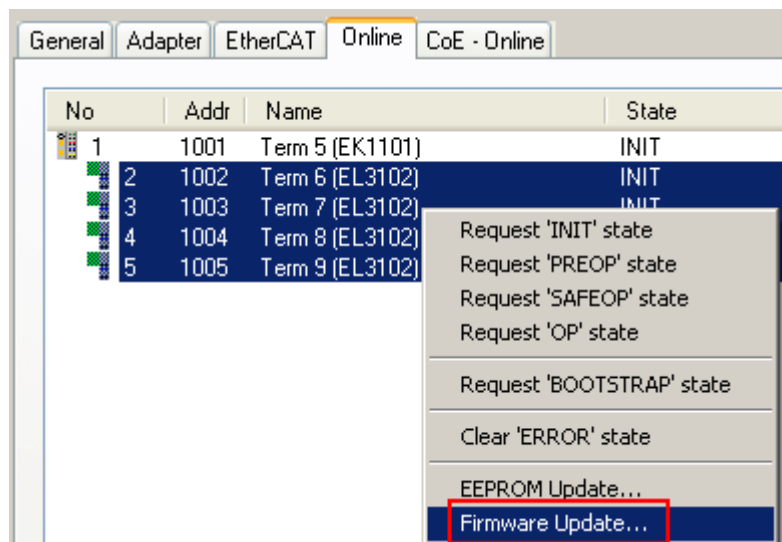 General Adapter EtherCAT Online CoE - Online
No Addr Name State
1 1001 Term 5 (EK1101) INIT
2 1002 Term 6 (EL3102) INIT
3 1003 Term 7 (EL3102) INIT
4 1004 Term 8 (EL3102)
5 1005 Term 9 (EL3102)
Request 'INIT' state
Request 'PREOP' state
Request 'SAFEOP' state
Request 'OP' state
Request 'BOOTSTRAP' state
Clear 'ERROR' state
EEPROM Update...
Firmware Update...